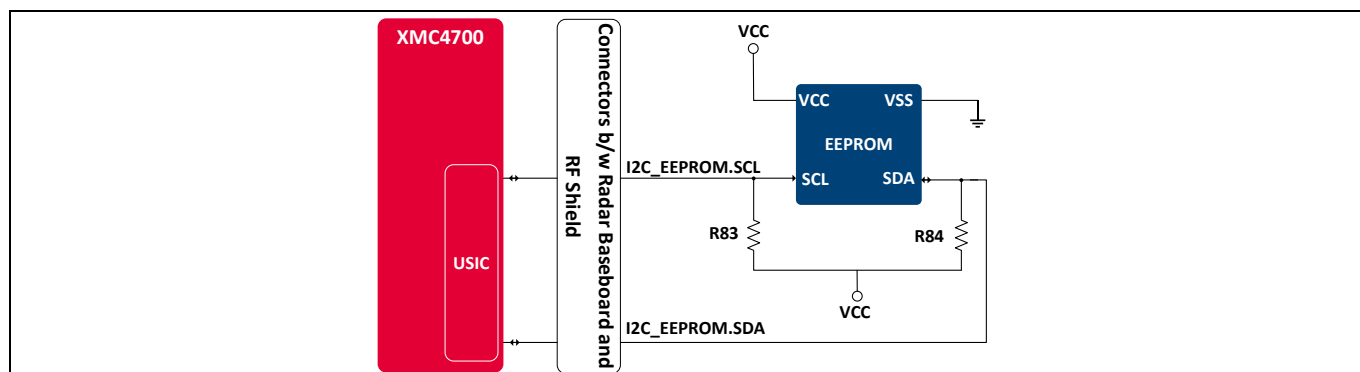 XMC4700
USIC
Connectors b/w Radar Baseboard and
RF Shield
VCC
VCC
VSS
EEPROM
I2C_EEPROM.SCL
SCL
SDA
R83
R84
VCC
I2C_EEPROM.SDA